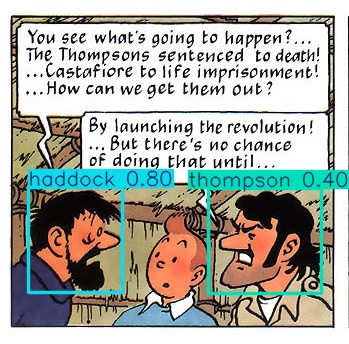 You see what's going to happen?...
The Thompsons sentenced to death!
...Castafiore to life imprisonment!
...How can we get them out?
By launching the revolution!
...But there's no chance
of doing that until...
haddock 0.80 thompson 0.40